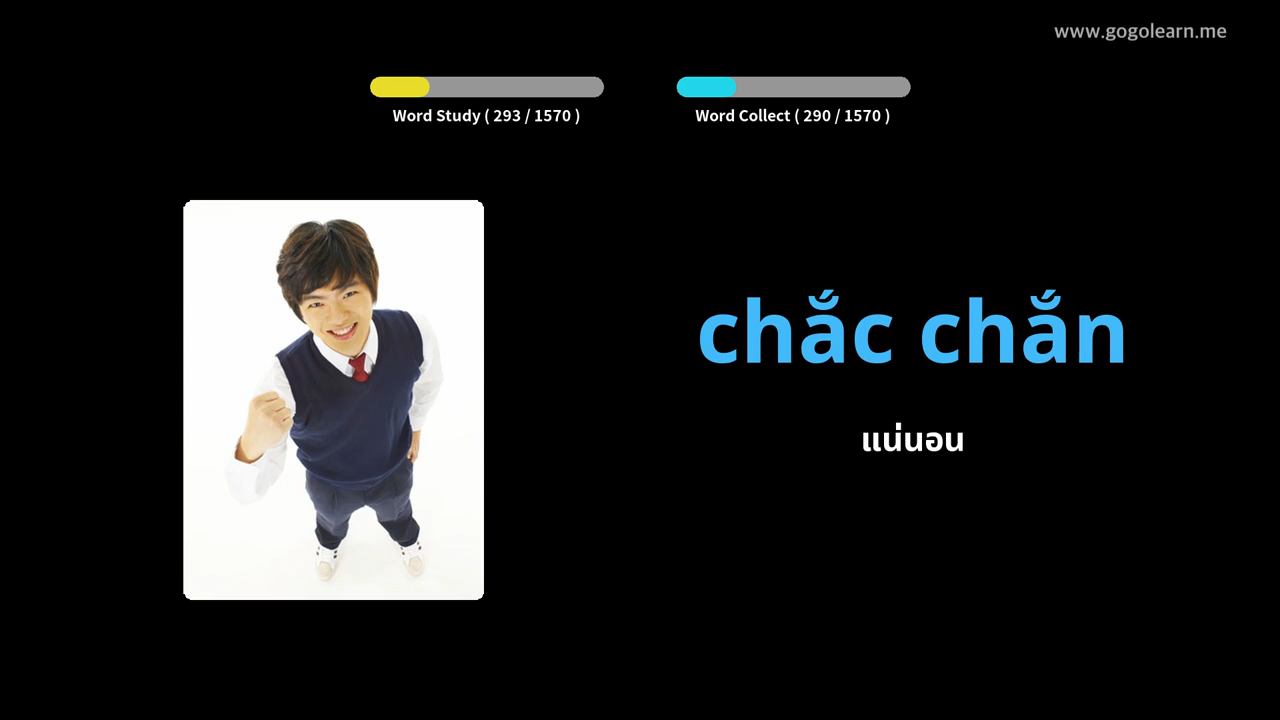 www.gogolearn.me
Word Study ( 293 / 1570 )
Word Collect ( 290 / 1570 )
chắc chắn
แน่นอน